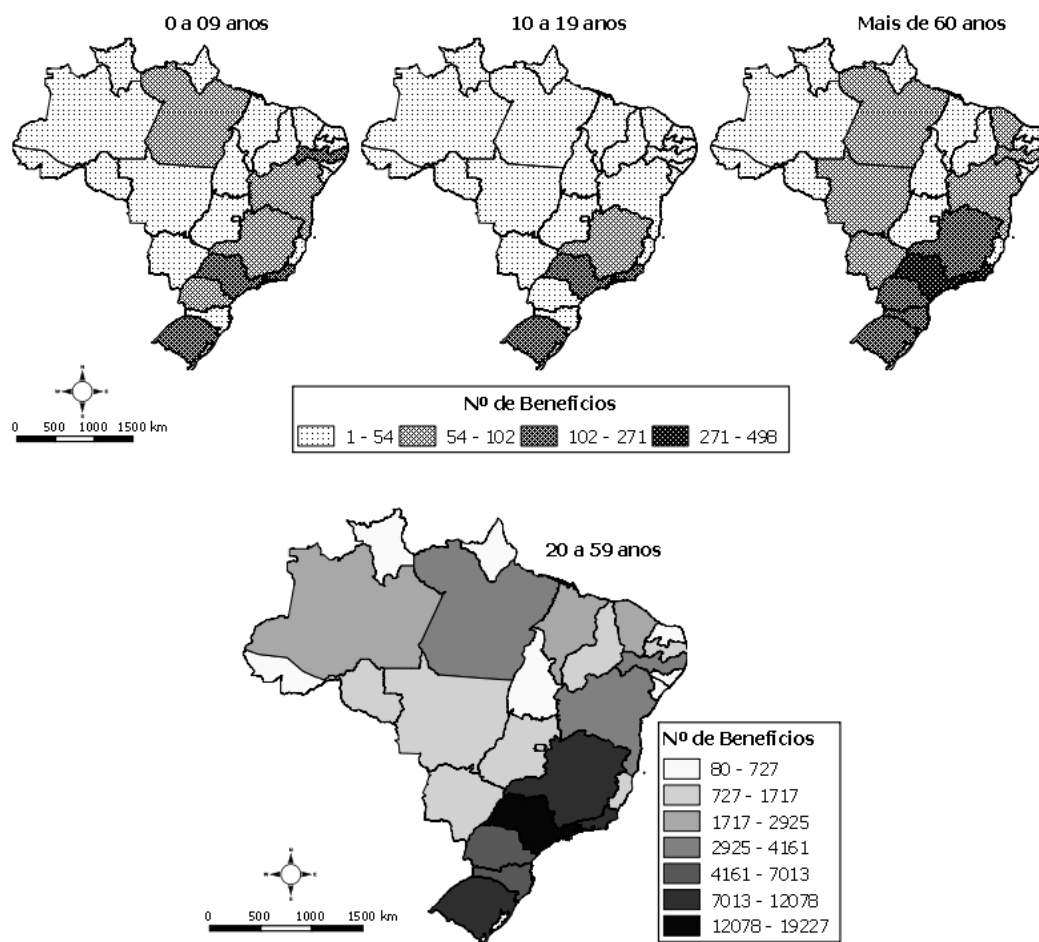 0 a 09 anos
10 a 19 anos
Mais de 60 anos
N
W E
S
0 500 1000 1500 km
Nº de Benefícios
1 - 54 54 - 102 102 - 271 271 - 498
20 a 59 anos
Nº de Benefícios
80 - 727
727 - 1717
1717 - 2925
2925 - 4161
4161 - 7013
7013 - 12078
12078 - 19227
N
W E
S
0 500 54 1000 1500 km